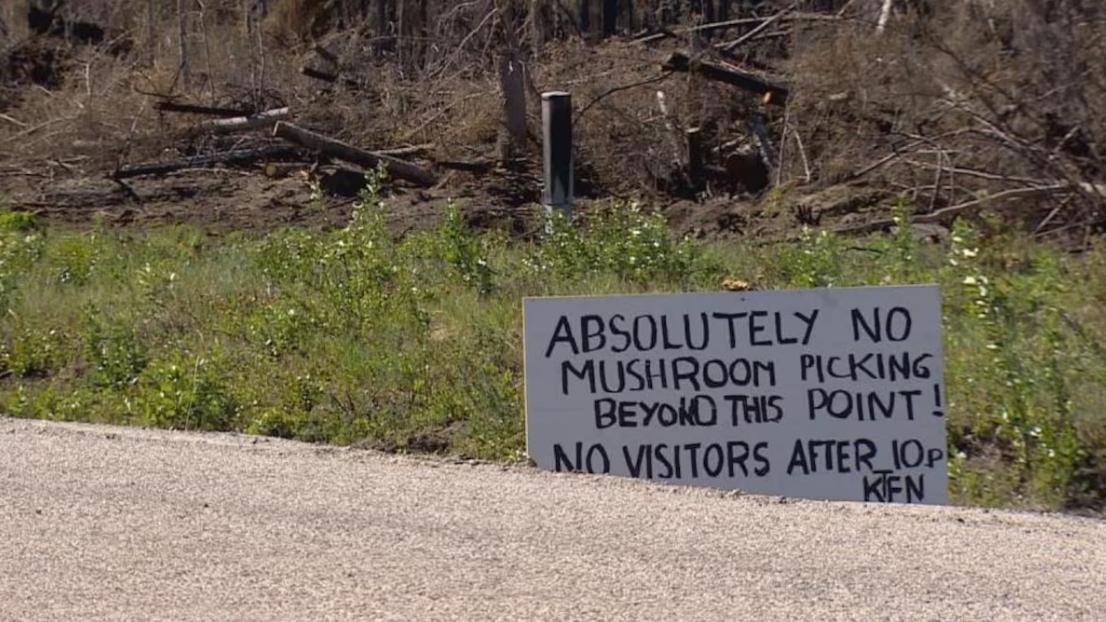 ABSOLUTELY NO
MUSHROOM PICKING
BEYOND THIS POINT!
NO VISITORS AFTER 10P
KTFN